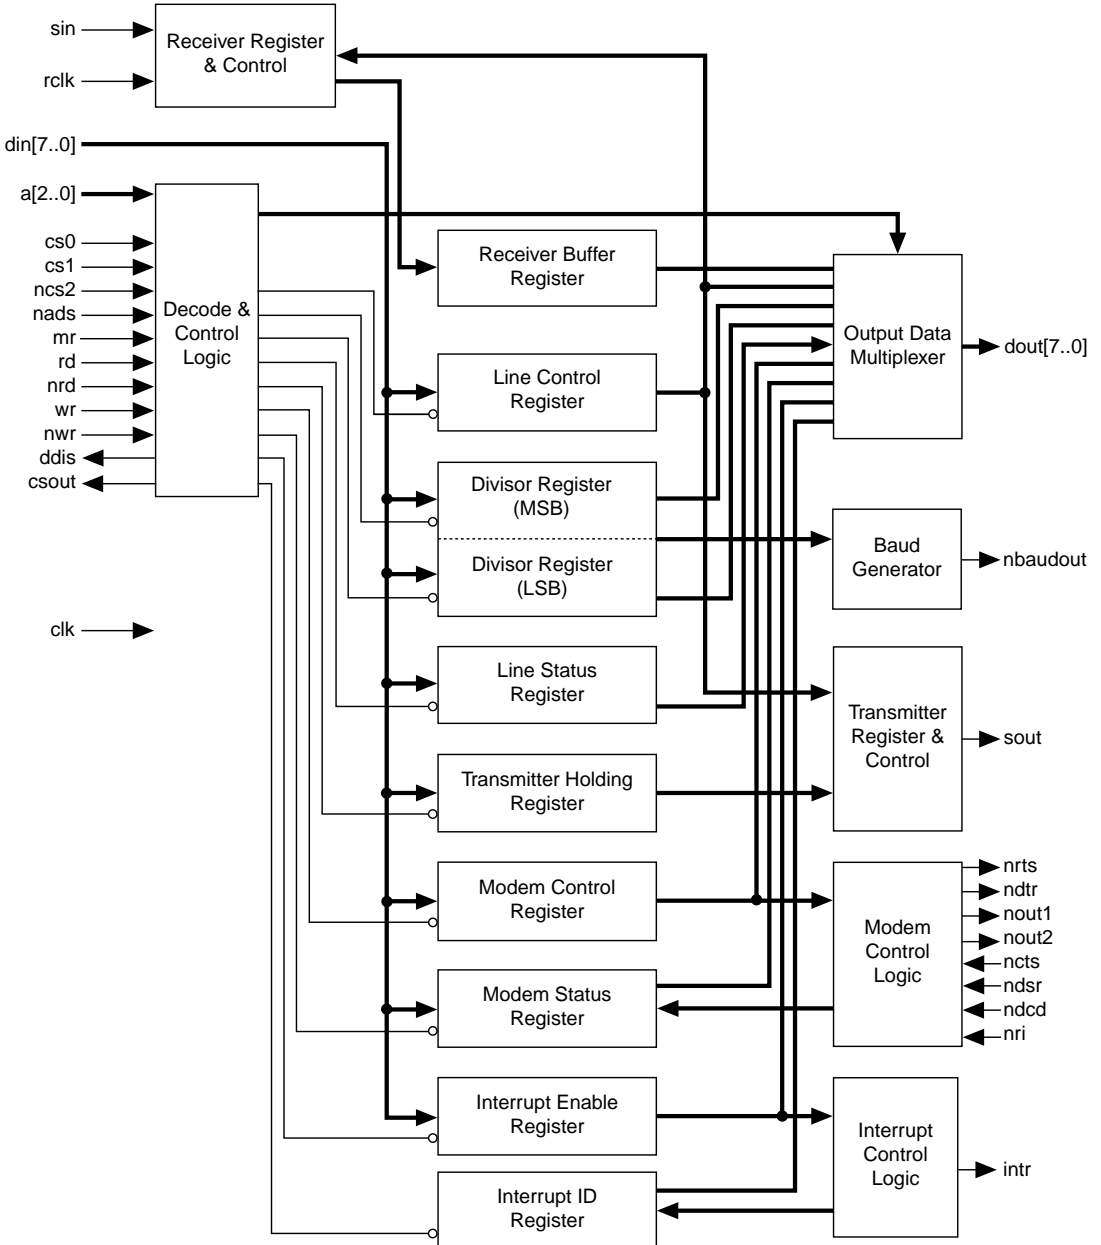 sin
rclk
Receiver Register
& Control
din[7..0]
a[2..0]
cs0
cs1
ncs2
nads
mr
rd
nrd
wr
nwr
ddis
csout
clk
Decode &
Control
Logic
Receiver Buffer
Register
Line Control
Register
Divisor Register
(MSB)
Divisor Register
(LSB)
Line Status
Register
Transmitter Holding
Register
Modem Control
Register
Modem Status
Register
Interrupt Enable
Register
Interrupt ID
Register
Output Data
Multiplexer
dout[7..0]
Baud
Generator
nbaudout
Transmitter
Register &
Control
sout
Modem
Control
Logic
nrts
ndtr
nout1
nout2
ncts
ndsr
ndcd
nri
Interrupt
Control
Logic
intr